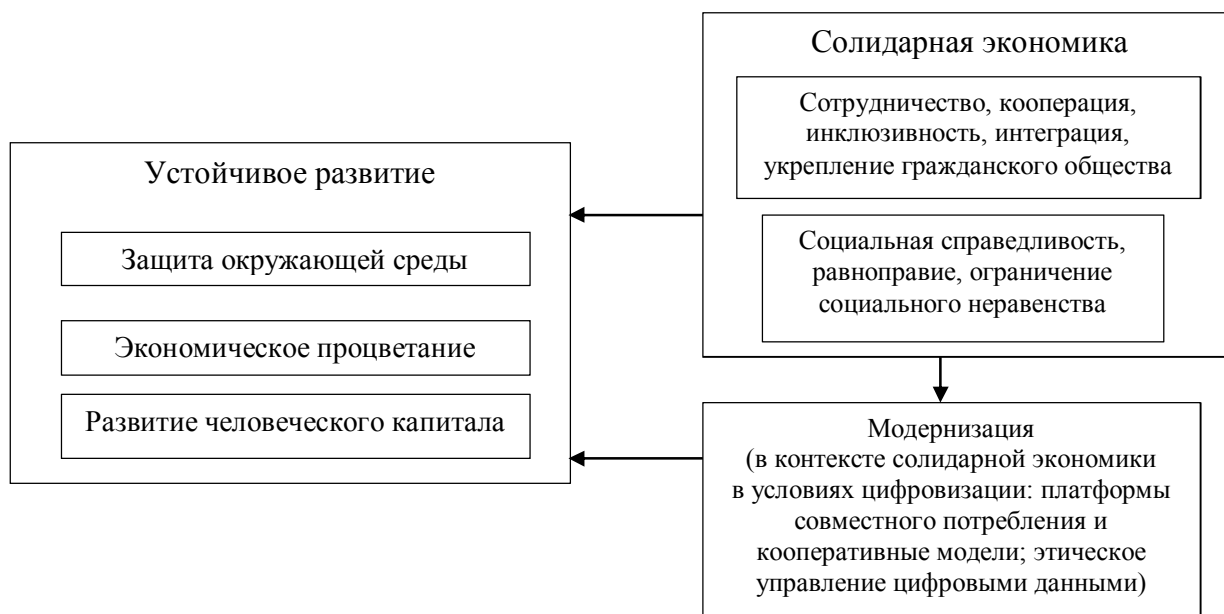 Солидарная экономика
Сотрудничество, кооперация,
инклюзивность, интеграция,
укрепление гражданского общества
Социальная справедливость,
равноправие, ограничение
социального неравенства
Устойчивое развитие
Защита окружающей среды
Экономическое процветание
Развитие человеческого капитала
Модернизация
(в контексте солидарной экономики
в условиях цифровизации: платформы
совместного потребления и
кооперативные модели; этическое
управление цифровыми данными)